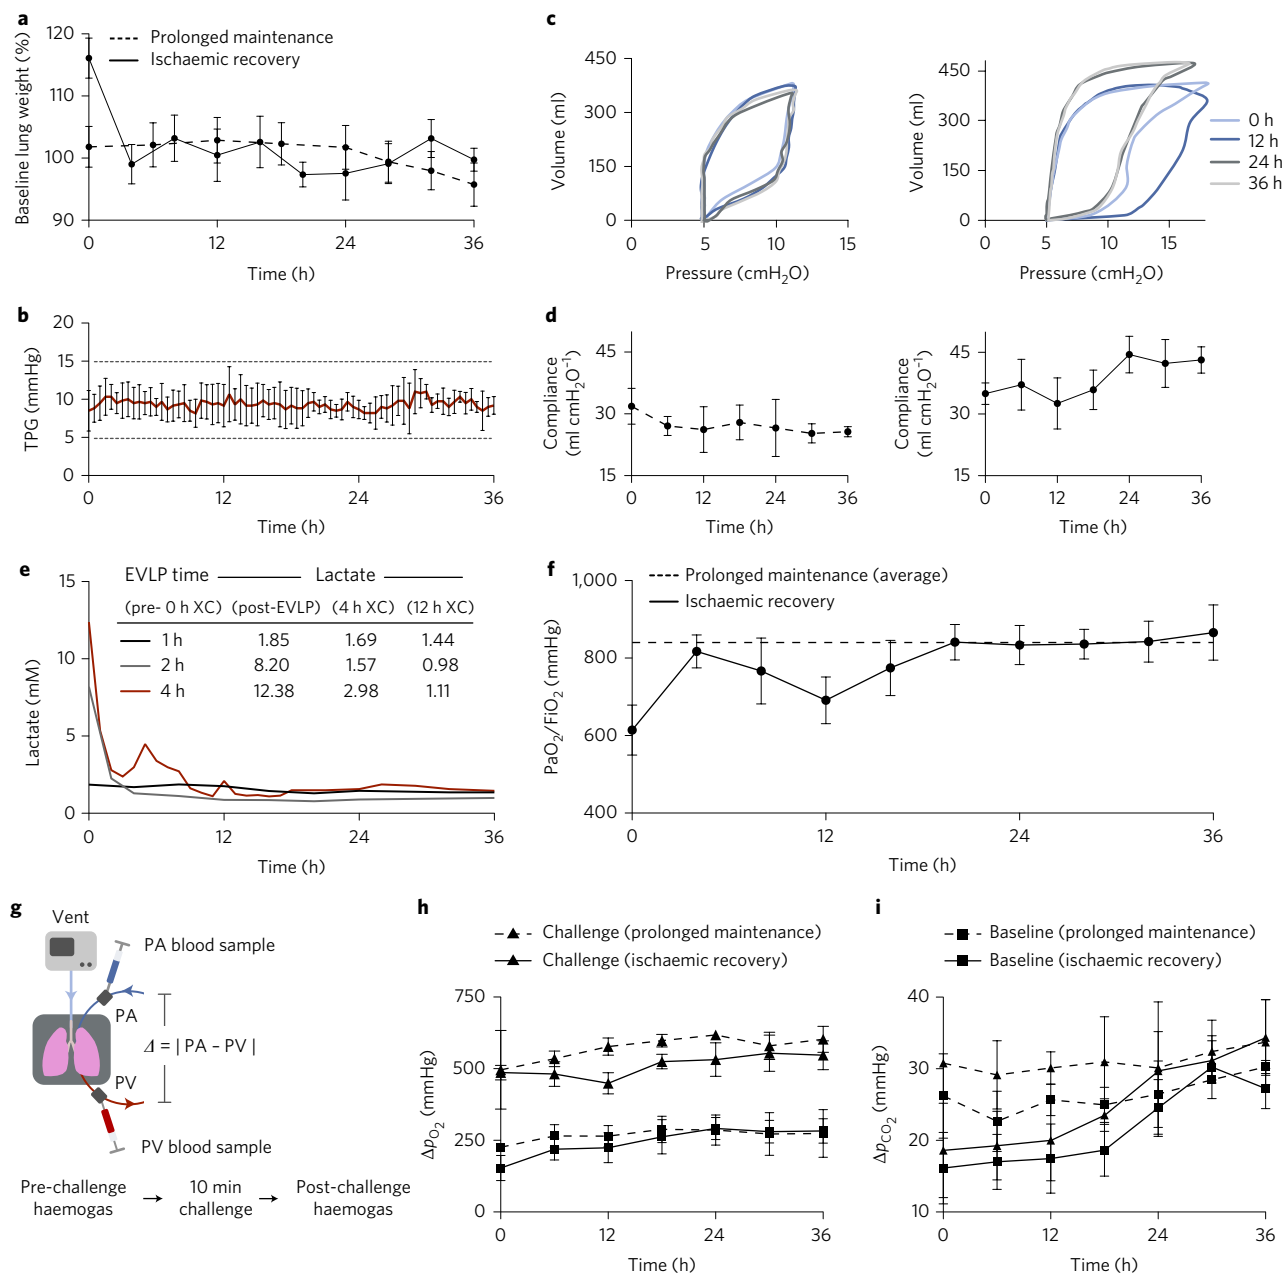 a
Baseline lung weight (%)
120
110
100
90
Prolonged maintenance
Ischaemic recovery
0 12 24 36
Time (h)
b
TPG (mmHg)
20
15
10
5
0
0 12 24 36
Time (h)
c
Volume (ml)
450
300
150
0
0 5 10 15
Pressure (cmH₂O)
Volume (ml)
450
300
150
0
0 5 10 15
Pressure (cmH₂O)
0 h
12 h
24 h
36 h
d
Compliance
(ml cmH₂O⁻¹)
45
30
15
0 12 24 36
Time (h)
Compliance
(ml cmH₂O⁻¹)
45
30
15
0 12 24 36
Time (h)
e
Lactate (mM)
15
10
5
0
EVLP time Lactate
(pre- 0 h XC) (post-EVLP) (4 h XC) (12 h XC)
1 h 1.85 1.69 1.44
2 h 8.20 1.57 0.98
4 h 12.38 2.98 1.11
0 12 24 36
Time (h)
f
PaO₂/FiO₂ (mmHg)
1,000
800
600
400
Prolonged maintenance (average)
Ischaemic recovery
0 12 24 36
Time (h)
g
Vent
PA blood sample
PA
Δ = | PA – PV |
PV
PV blood sample
Pre-challenge
haemogas
10 min
challenge
Post-challenge
haemogas
h
Challenge (prolonged maintenance)
Challenge (ischaemic recovery)
ΔpO₂ (mmHg)
750
500
250
0
0 12 24 36
Time (h)
i
Baseline (prolonged maintenance)
Baseline (ischaemic recovery)
ΔpCO₂ (mmHg)
40
30
20
10
0 12 24 36
Time (h)